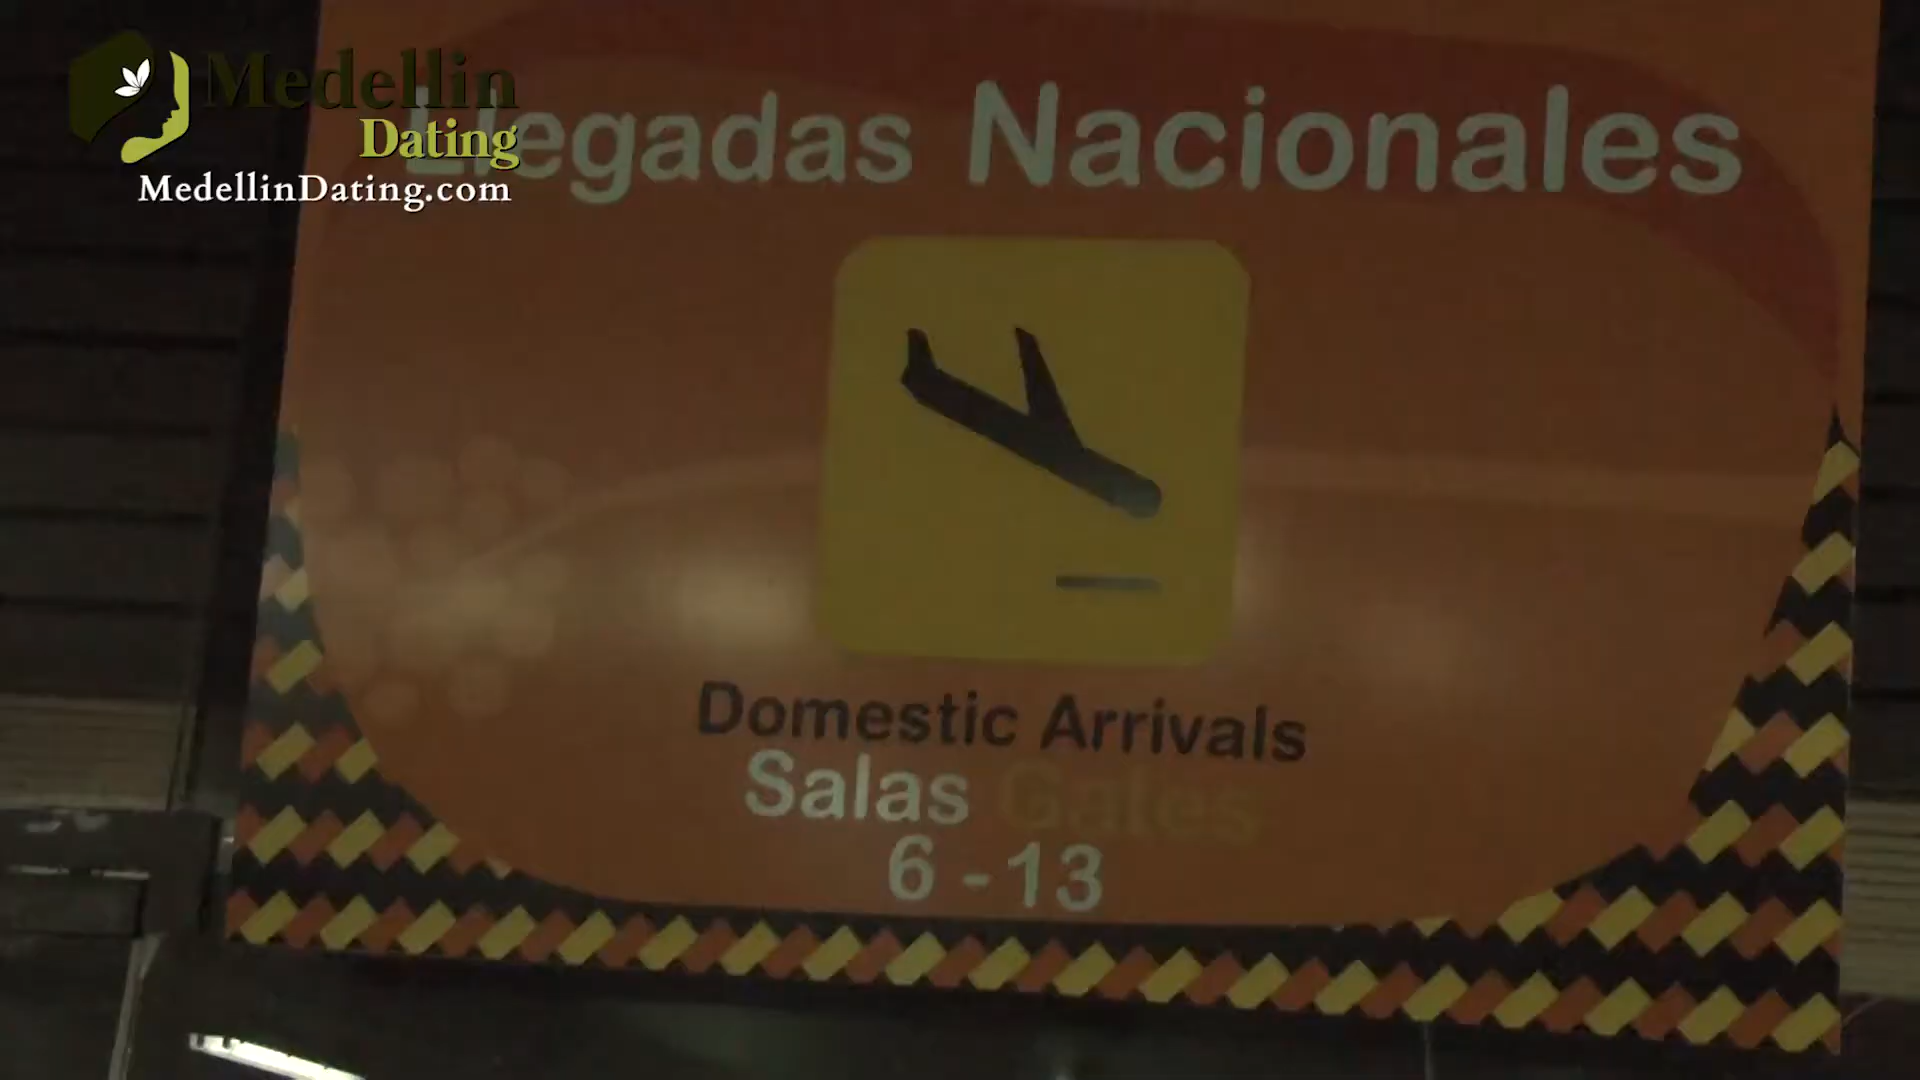 Medellin
Dating
MedellinDating.com
Llegadas Nacionales
Domestic Arrivals
Salas Gates
6 - 13